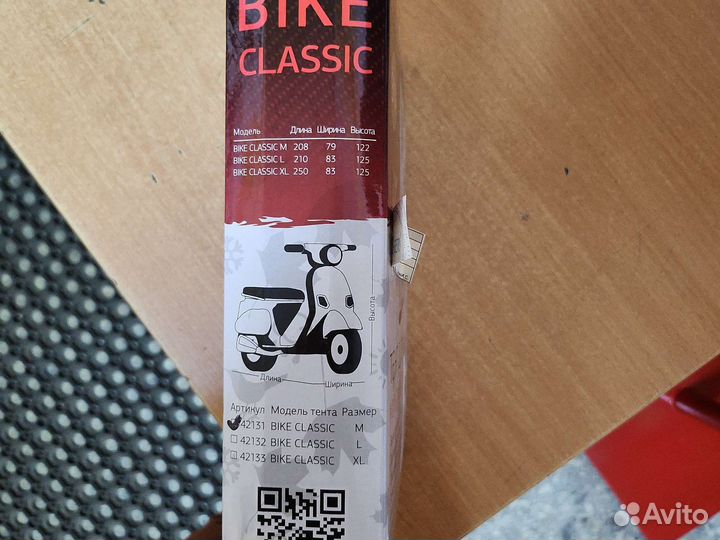 BIKE
CLASSIC
Модель Длина Ширина Высота
BIKE CLASSIC M 208 79 122
BIKE CLASSIC L 210 83 125
BIKE CLASSIC XL 250 83 125
Высота
Длина Ширина
Артикул Модель тента Размер
42131 BIKE CLASSIC M
42132 BIKE CLASSIC L
42133 BIKE CLASSIC XL
Avito